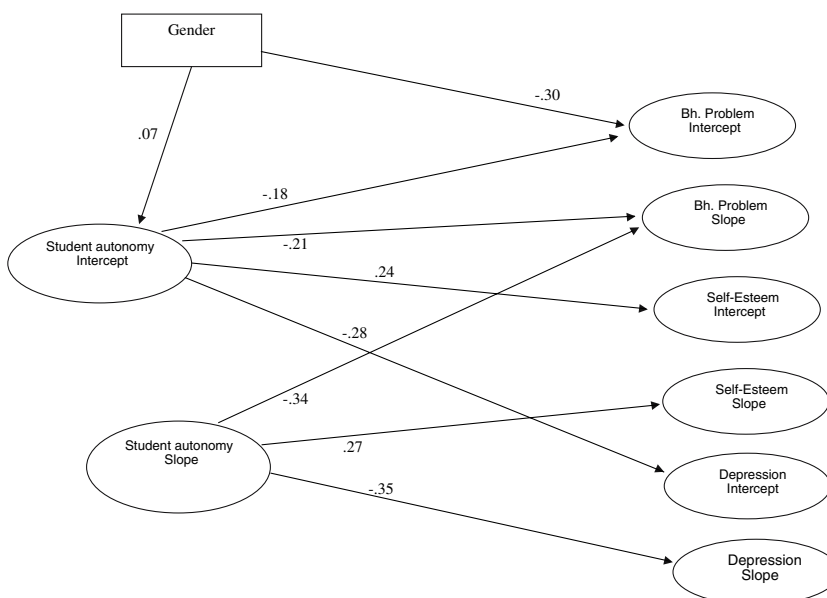 Gender
-.30
Bh. Problem
Intercept
.07
-.18
Bh. Problem
Slope
Student autonomy
Intercept
-.21
.24
Self-Esteem
Intercept
-.28
Self-Esteem
Slope
-.34
Student autonomy
Slope
.27
Depression
Intercept
-.35
Depression
Slope